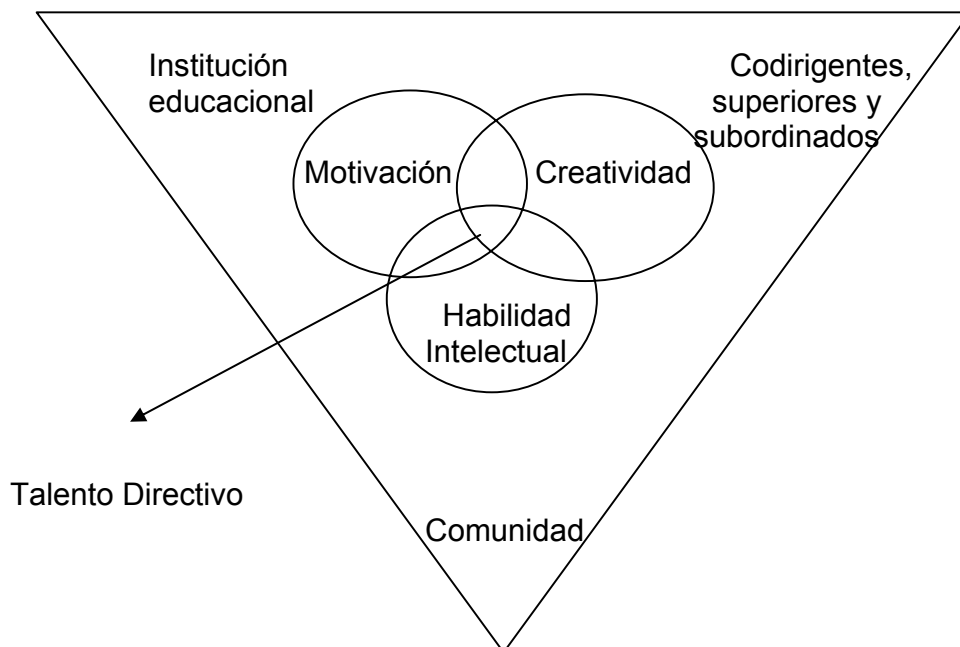 Institución
educacional
Codirigentes,
superiores y
subordinados
Motivación
Creatividad
Habilidad
Intelectual
Talento Directivo
Comunidad